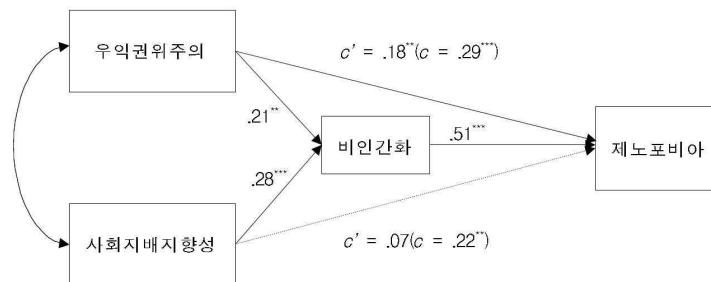 우익권위주의
c' = .18**(c = .29***)
.21**
비인간화
.51***
제노포비아
.28***
사회지배지향성
c' = .07(c = .22**)